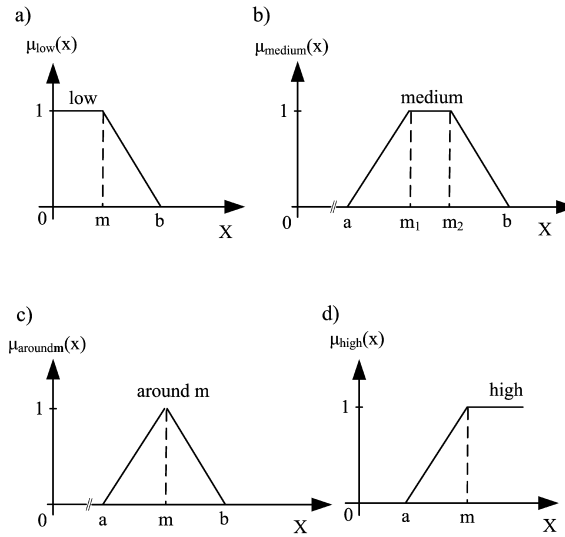 a)
μlow(x)
low
1
0
m
b
X
b)
μmedium(x)
medium
1
0
//
a
m1
m2
b
X
c)
μaroundm(x)
around m
1
0
//
a
m
b
X
d)
μhigh(x)
high
1
0
a
m
X